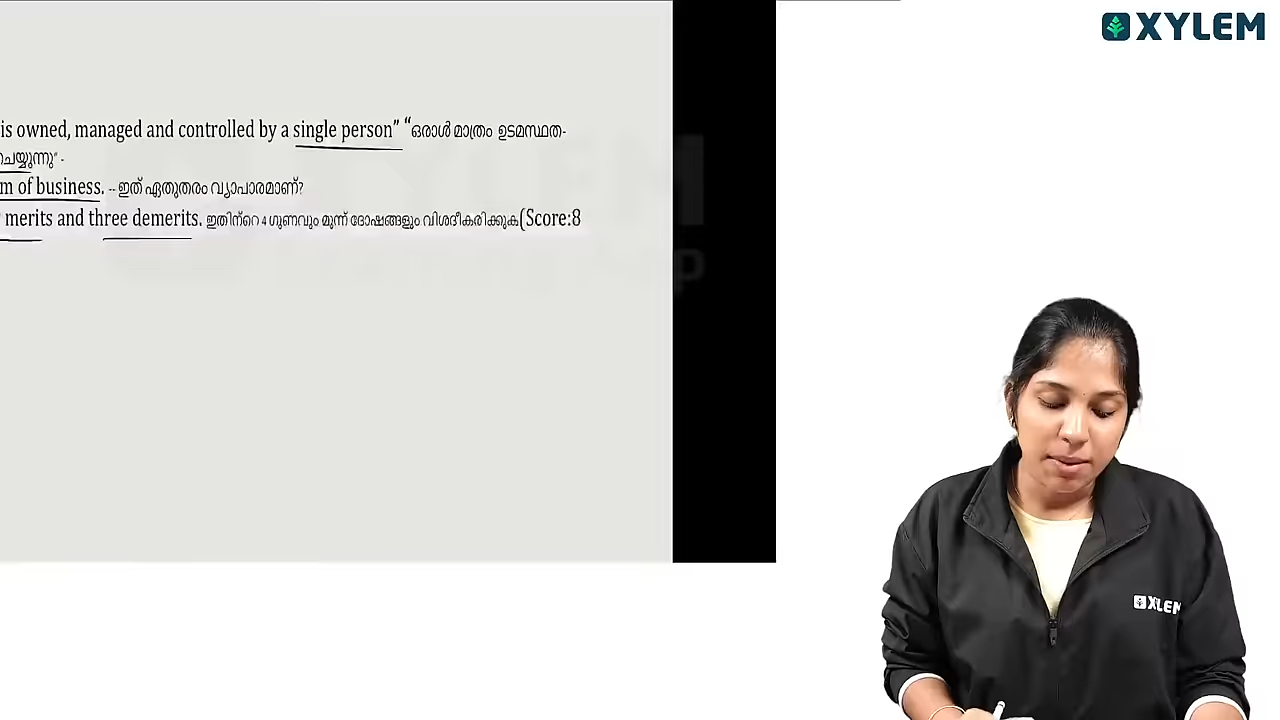 XYLEM
is owned, managed and controlled by a single person” “ഒരാൾ മാത്രം ഉടമസ്ഥത-
ചെയ്യുന്നു” -
m of business. -- ഇത് ഏതുതരം വ്യാപാരമാണ്?
merits and three demerits. ഇതിന്റെ 4 ഗുണവും മൂന്ന് ദോഷങ്ങളും വിശദീകരിക്കുക(Score:8
XYLEM